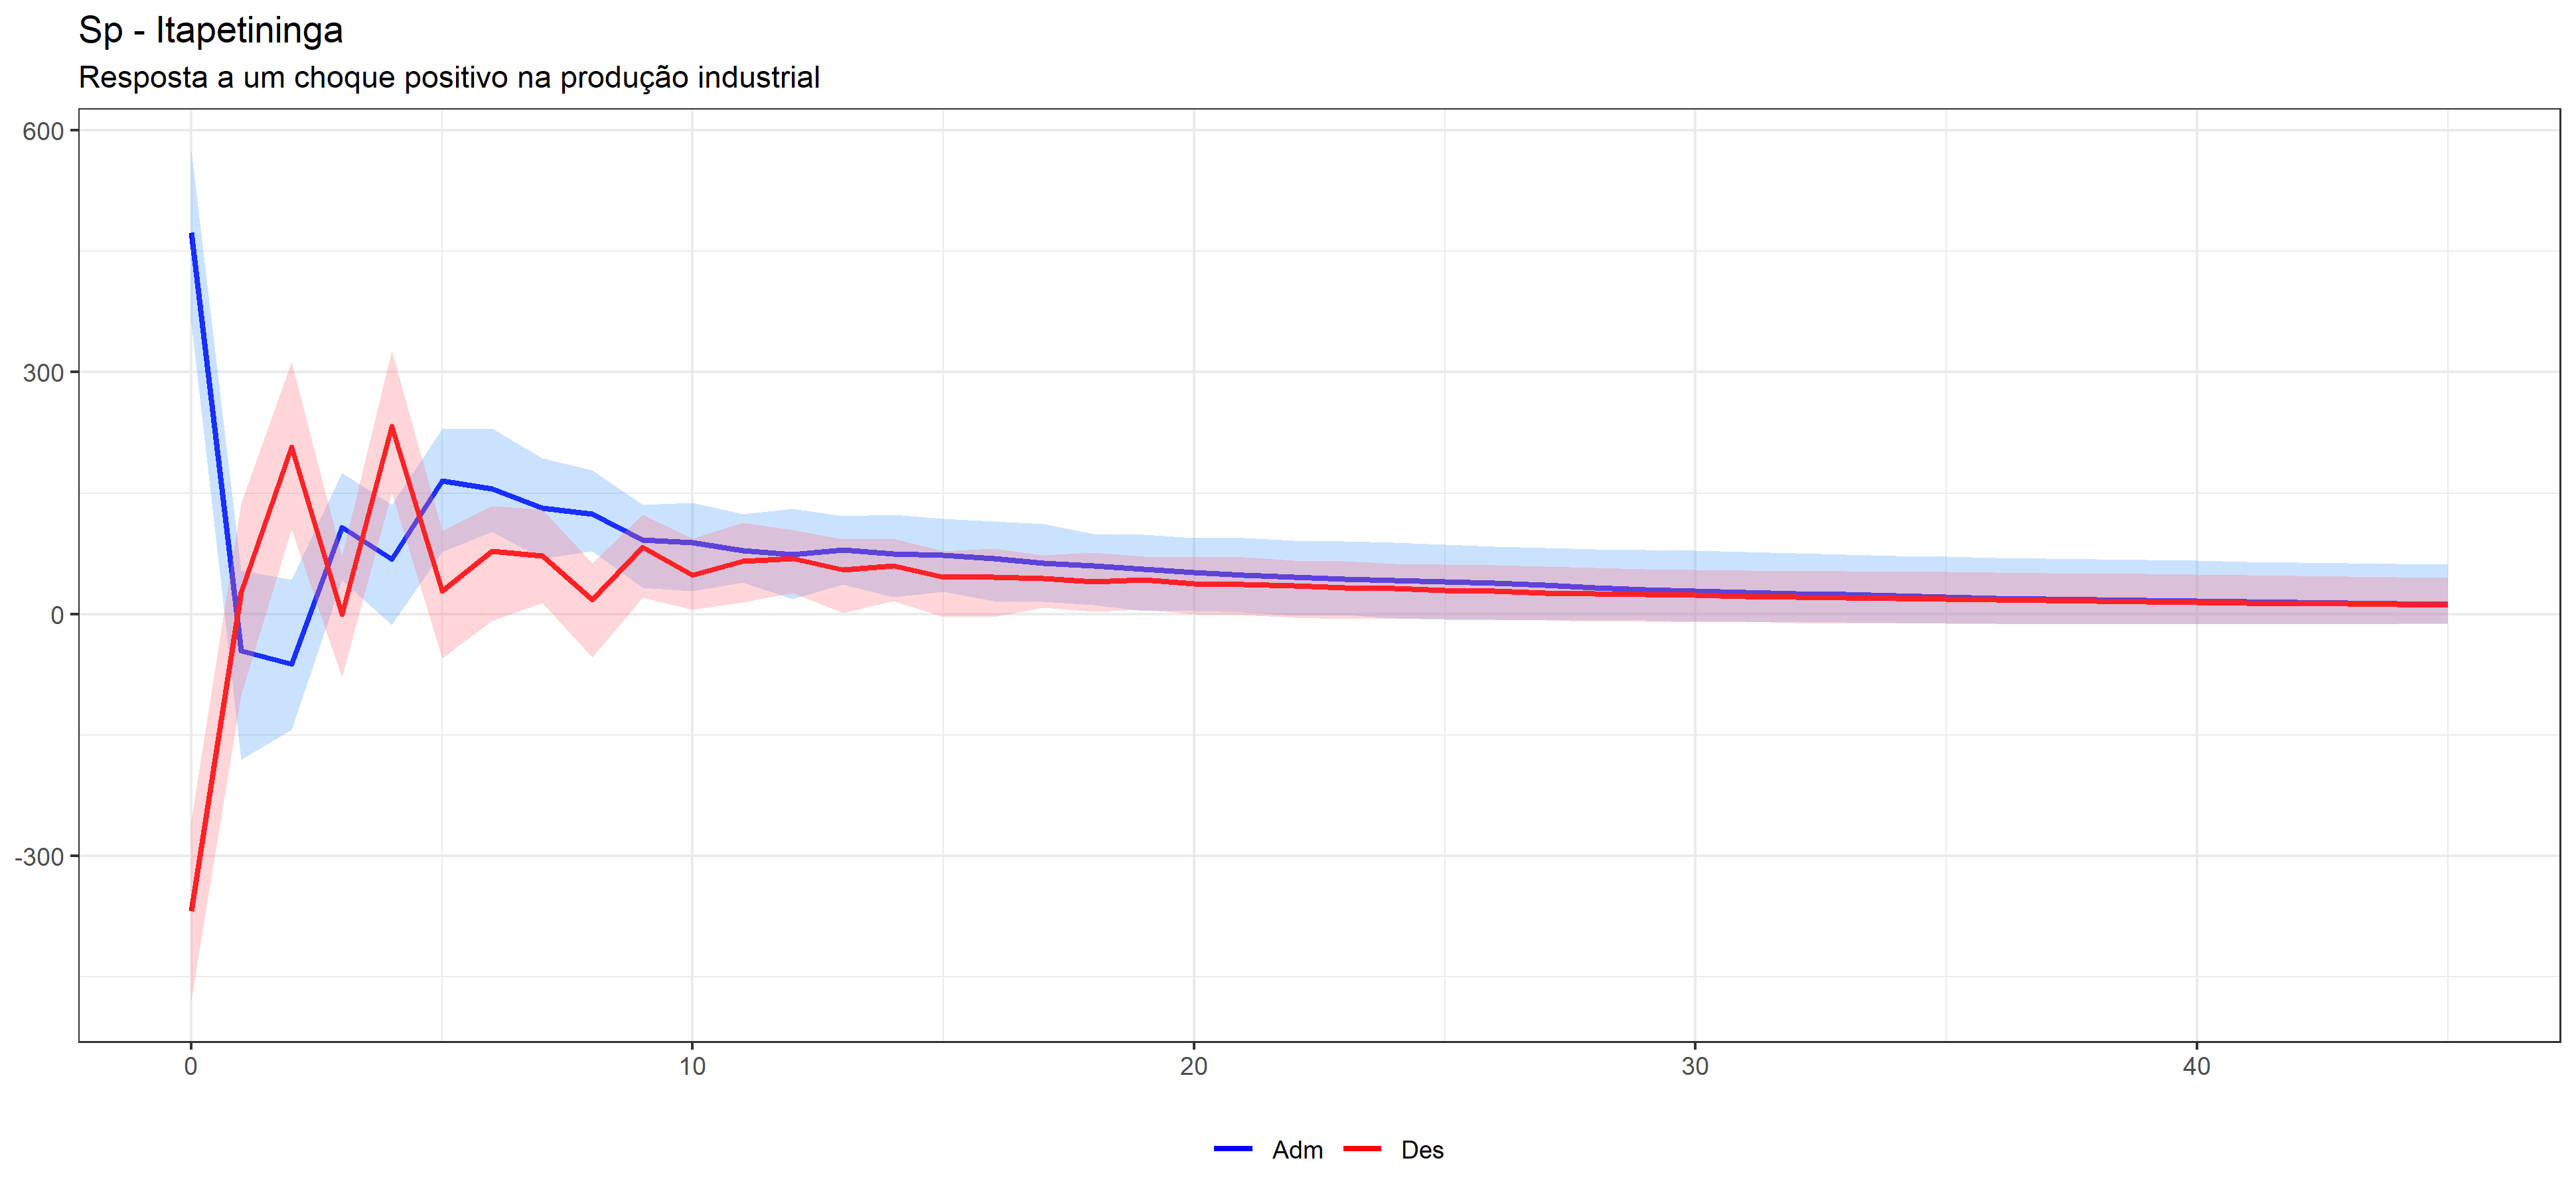 Sp - Itapetininga
Resposta a um choque positivo na produção industrial
600
300
0
-300
0 10 20 30 40
Adm Des